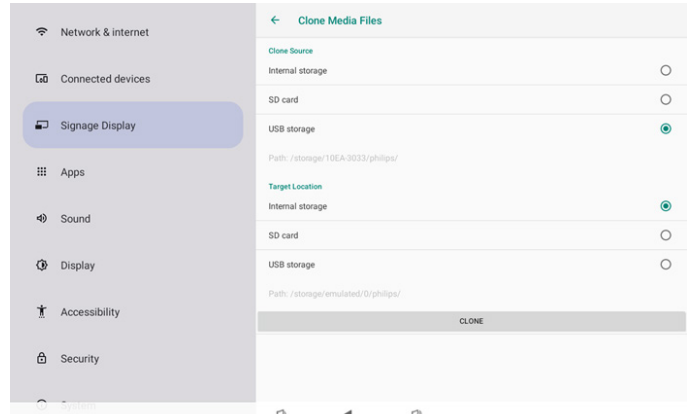 Network & internet
Connected devices
Signage Display
Apps
Sound
Display
Accessibility
Security
System
Clone Media Files
Clone Source
Internal storage
SD card
USB storage
Path: /storage/10EA-3033/philips/
Target Location
Internal storage
SD card
USB storage
Path: /storage/emulated/0/philips/
CLONE